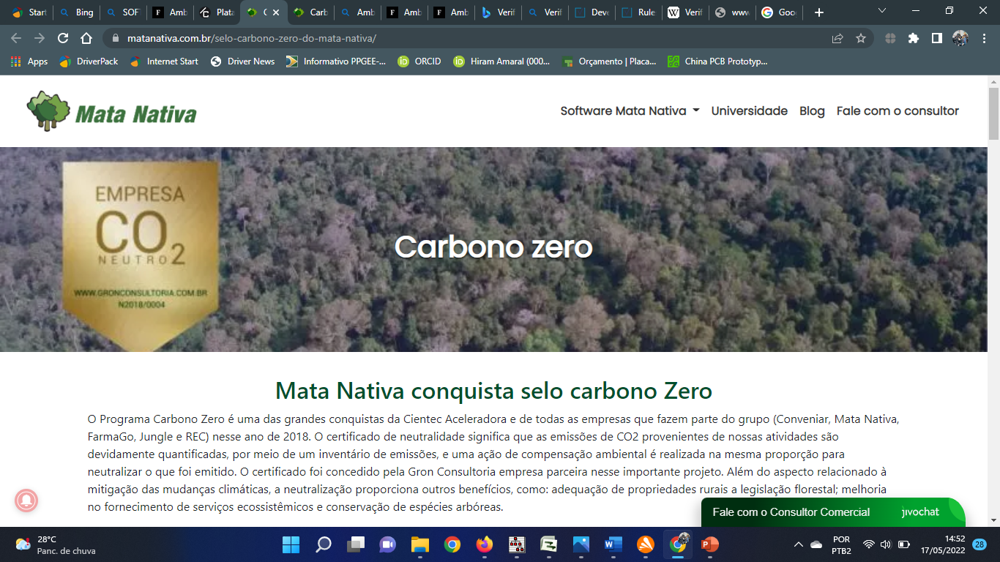 Start
Bing
SOF
Amb
Plata
C
Carb
Amb
Amb
Amb
Verif
Verif
Deve
Rule
Verif
www
Goo
matanativa.com.br/selo-carbono-zero-do-mata-nativa/
Apps
DriverPack
Internet Start
Driver News
Informativo PPGEE-...
ORCID
Hiram Amaral (000...
Orçamento | Placa...
China PCB Prototyp...
Mata Nativa
Software Mata Nativa
Universidade
Blog
Fale com o consultor
EMPRESA
CO2
NEUTRO
WWW.GRONCONSULTORIA.COM.BR
N2018/0004
Carbono zero
Mata Nativa conquista selo carbono Zero
O Programa Carbono Zero é uma das grandes conquistas da Cientec Aceleradora e de todas as empresas que fazem parte do grupo (Conveniar, Mata Nativa,
FarmaGo, Jungle e REC) nesse ano de 2018. O certificado de neutralidade significa que as emissões de CO2 provenientes de nossas atividades são
devidamente quantificadas, por meio de um inventário de emissões, e uma ação de compensação ambiental é realizada na mesma proporção para
neutralizar o que foi emitido. O certificado foi concedido pela Gron Consultoria empresa parceira nesse importante projeto. Além do aspecto relacionado à
mitigação das mudanças climáticas, a neutralização proporciona outros benefícios, como: adequação de propriedades rurais a legislação florestal; melhoria
no fornecimento de serviços ecossistêmicos e conservação de espécies arbóreas.
Fale com o Consultor Comercial
jivochat
28°C
Panc. de chuva
POR
PTB2
14:52
17/05/2022
28